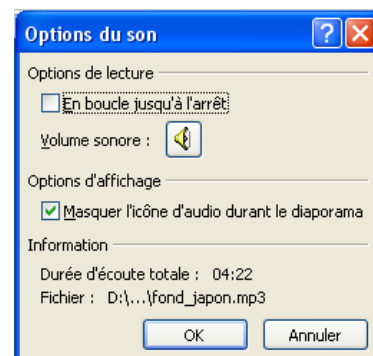 Options du son
Options de lecture
En boucle jusqu'à l'arrêt
Volume sonore :
Options d'affichage
Masquer l'icône d'audio durant le diaporama
Information
Durée d'écoute totale : 04:22
Fichier : D:\...\fond_japon.mp3
OK Annuler